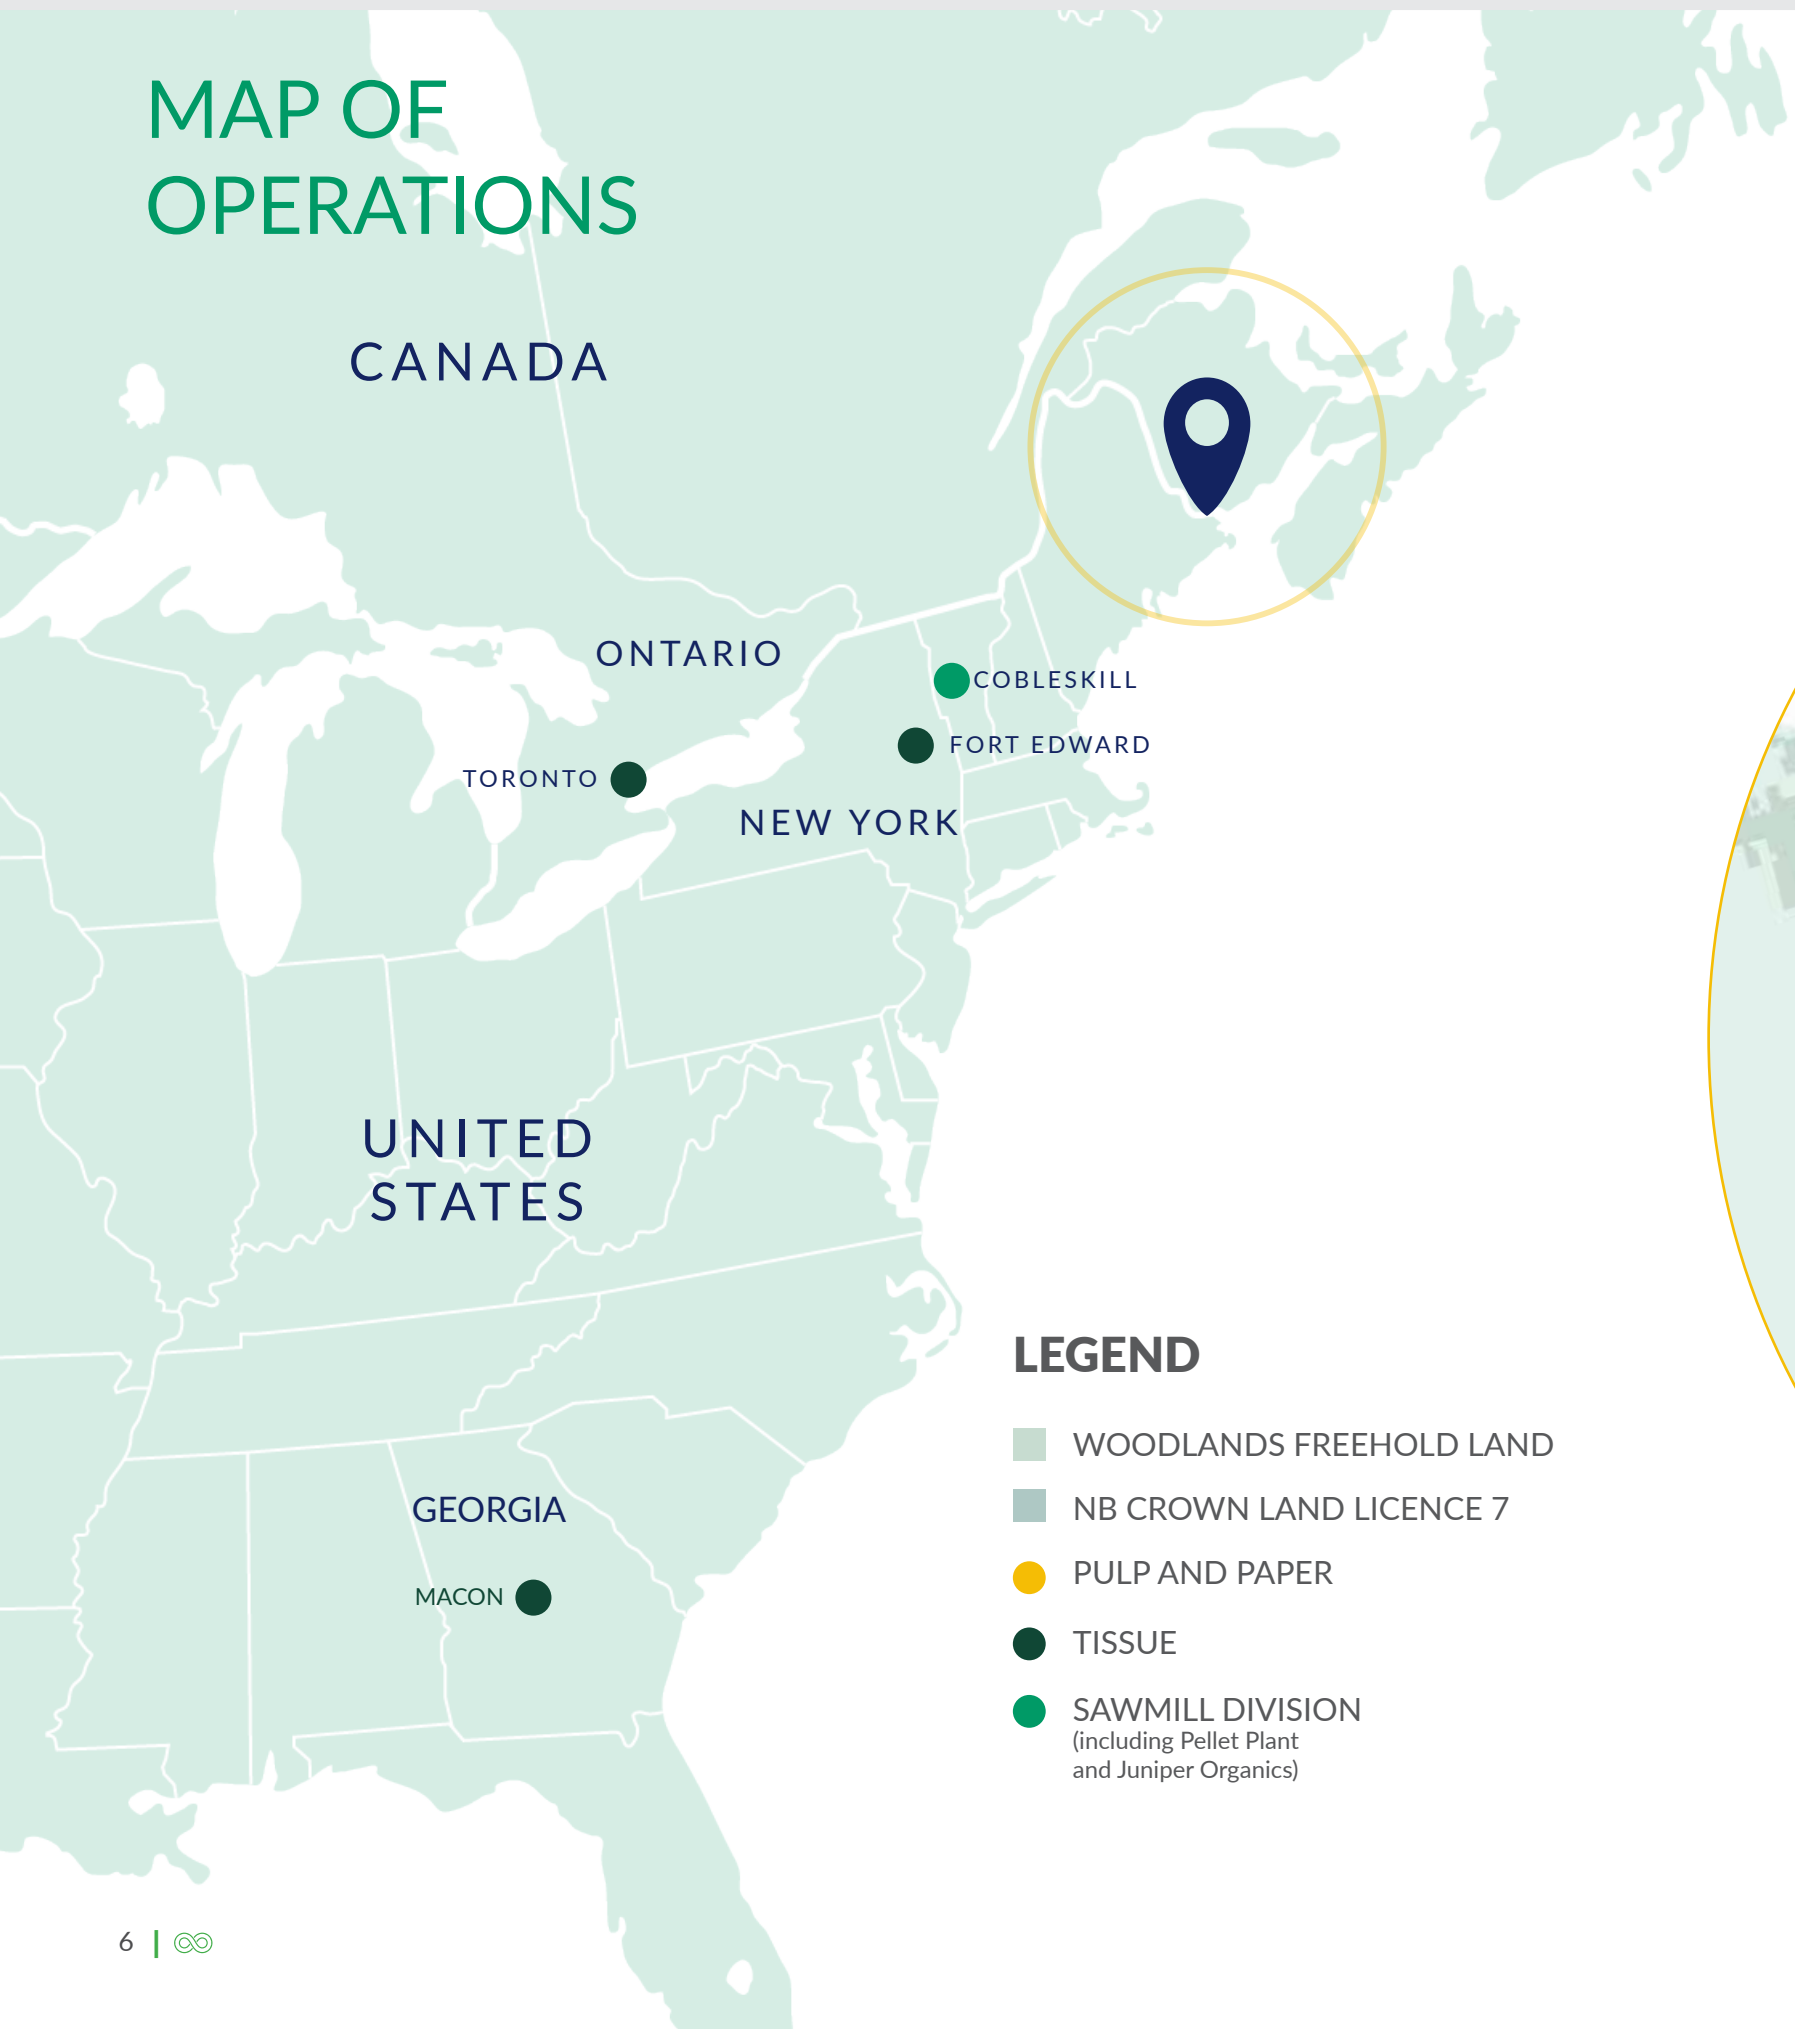 MAP OF
OPERATIONS
CANADA
ONTARIO
COBLESKILL
FORT EDWARD
TORONTO
NEW YORK
UNITED
STATES
GEORGIA
MACON
LEGEND
WOODLANDS FREEHOLD LAND
NB CROWN LAND LICENCE 7
PULP AND PAPER
TISSUE
SAWMILL DIVISION
(including Pellet Plant
and Juniper Organics)
6